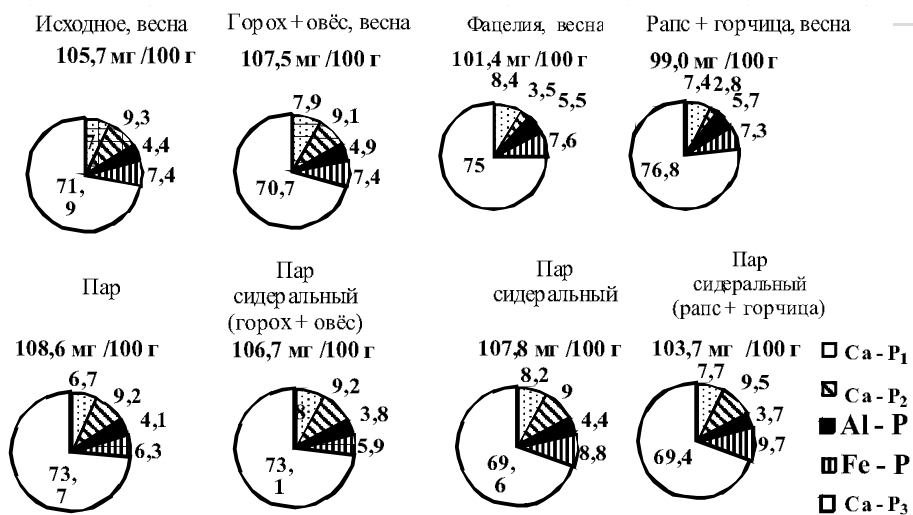 Исходное, весна
105,7 мг /100 г
9,3
7
4,4
7,4
71,
9
Горох + овёс, весна
107,5 мг /100 г
7,9
9,1
4,9
7,4
70,7
Фацелия, весна
101,4 мг /100 г
8,4
3,5
5,5
7,6
75
Рапс + горчица, весна
99,0 мг /100 г
7,4
2,8
5,7
7,3
76,8
Пар
108,6 мг /100 г
6,7
9,2
4,1
6,3
73,
7
Пар
сидеральный
(горох + овёс)
106,7 мг /100 г
8
9,2
3,8
5,9
73,
1
Пар
сидеральный
107,8 мг /100 г
8,2
9
4,4
8,8
69,
6
Пар
сидеральный
(рапс + горчица)
103,7 мг /100 г
7,7
9,5
3,7
9,7
69,4
Ca - P₁
Ca - P₂
Al - P
Fe - P
Ca - P₃